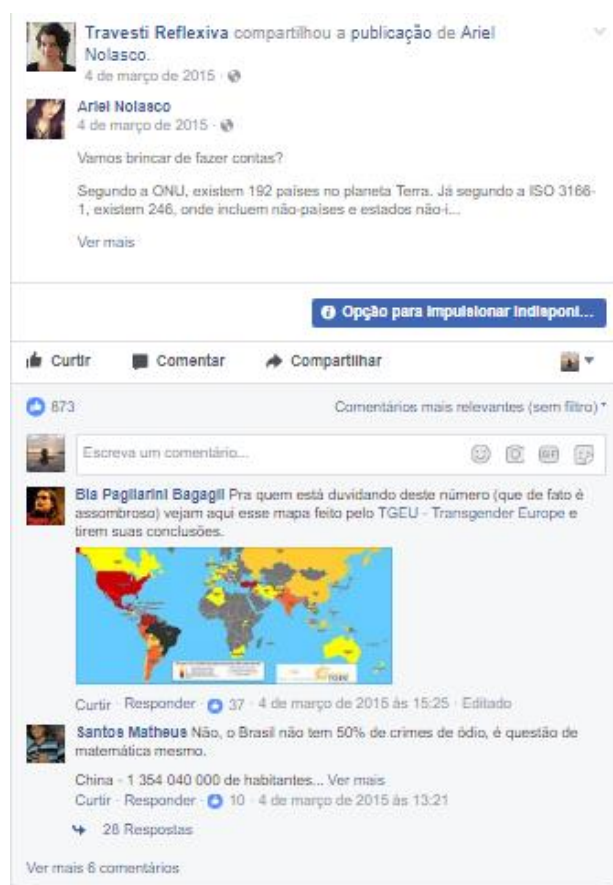 Travesti Reflexiva compartilhou a publicação de Ariel
Nolasco.
4 de março de 2015
Ariel Nolasco
4 de março de 2015
Vamos brincar de fazer contas?
Segundo a ONU, existem 192 países no planeta Terra. Já segundo a ISO 3166-
1, existem 246, onde incluem não-países e estados não-i...
Ver mais
Opção para impulsionar indisponi...
Curtir Comentar Compartilhar
873 Comentários mais relevantes (sem filtro)
Escreva um comentário... GIF
Bia Pagliarini Bagagli Pra quem está duvidando deste número (que de fato é
assombroso) vejam aqui esse mapa feito pelo TGEU - Transgender Europe e
tirem suas conclusões.
TGEU
Curtir · Responder · 37 · 4 de março de 2015 às 15:25 · Editado
Santos Matheus Não, o Brasil não tem 50% de crimes de ódio, é questão de
matemática mesmo.
China - 1 354 040 000 de habitantes... Ver mais
Curtir · Responder · 10 · 4 de março de 2015 às 13:21
28 Respostas
Ver mais 6 comentários